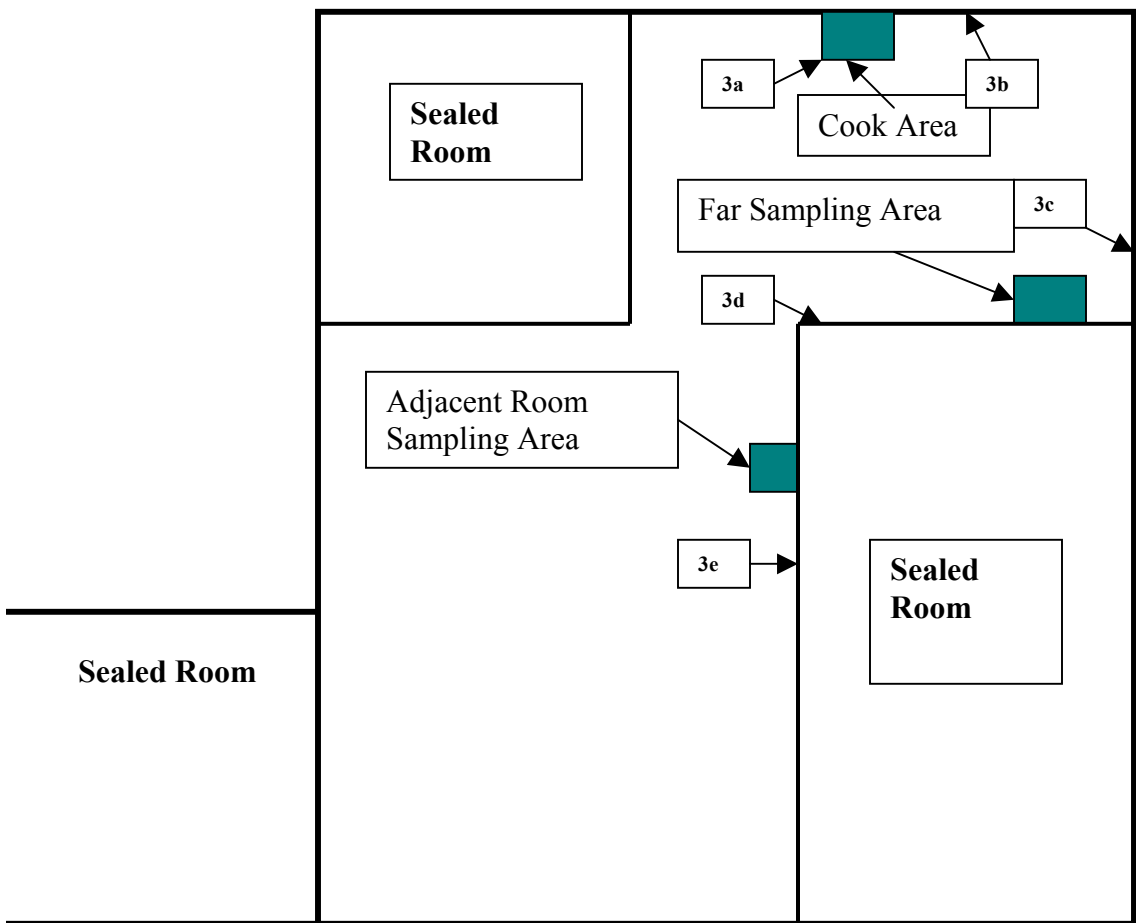 Sealed
Room
3a
3b
Cook Area
Far Sampling Area
3c
3d
Adjacent Room
Sampling Area
3e
Sealed
Room
Sealed Room